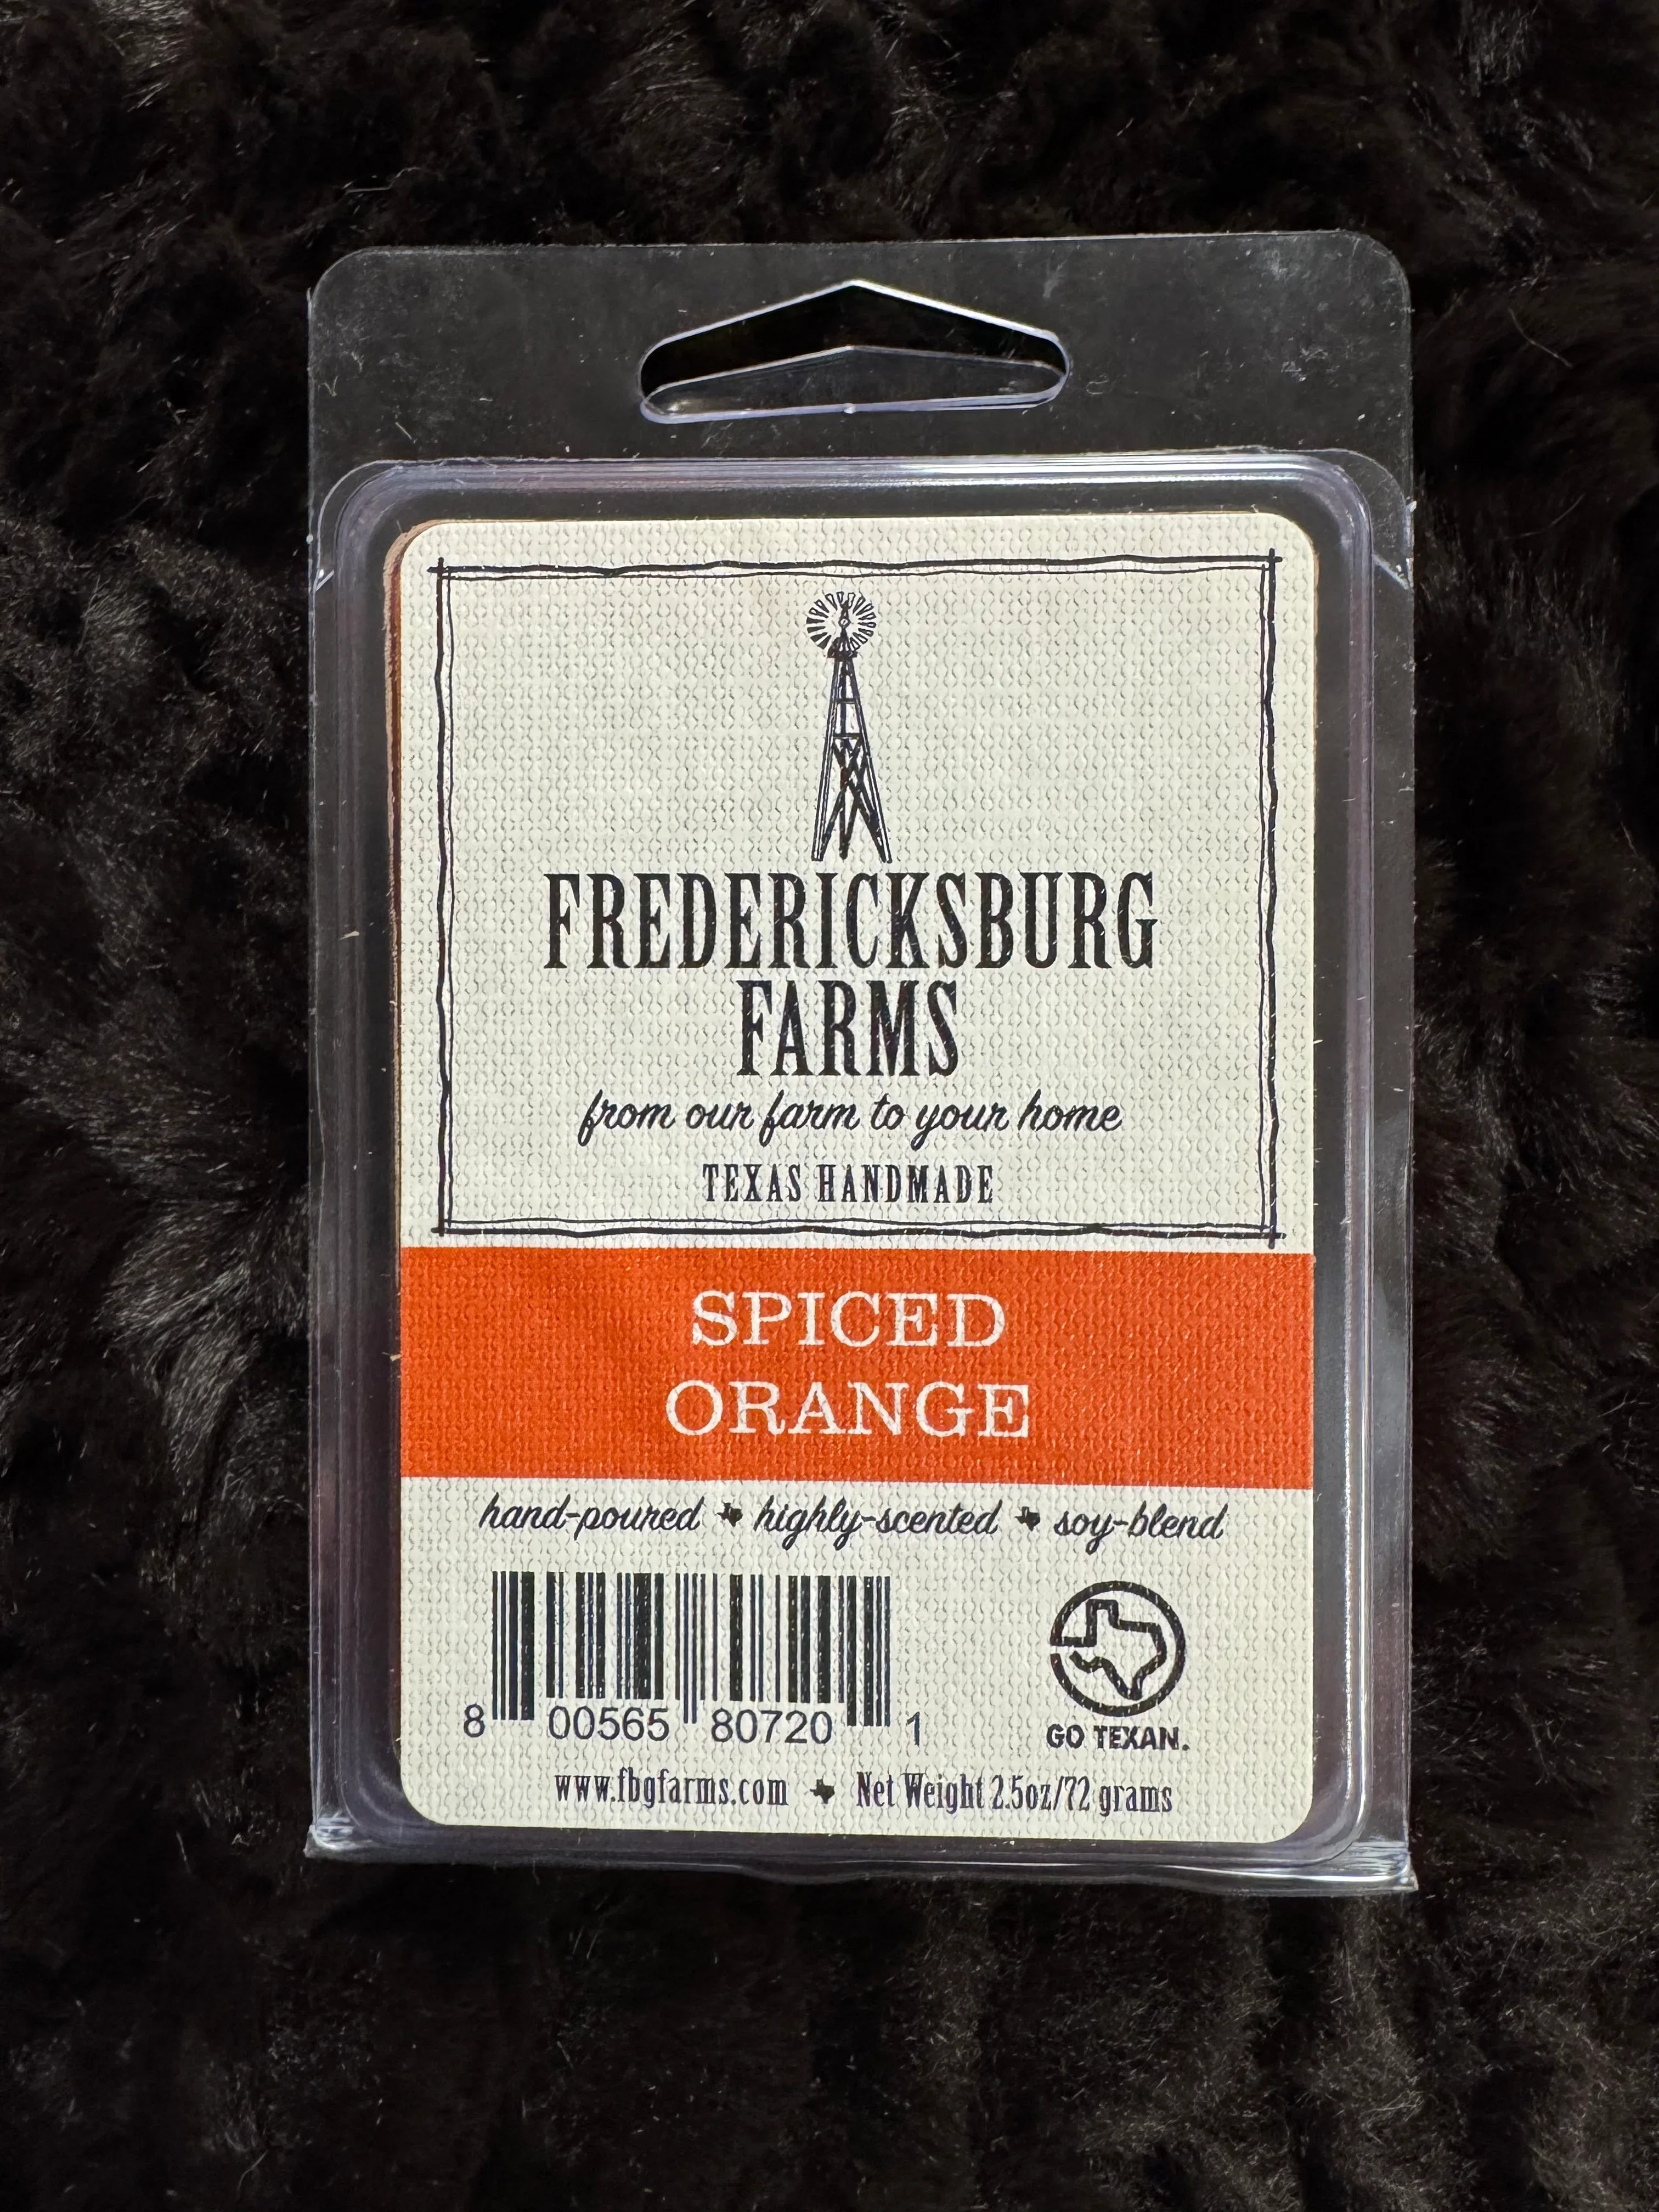 FREDERICKSBURG
FARMS
from our farm to your home
TEXAS HANDMADE
SPICED
ORANGE
hand-poured highly-scented soy-blend
8 00565 80720 1
GO TEXAN.
www.fbgfarms.com Net Weight 2.5oz/72 grams